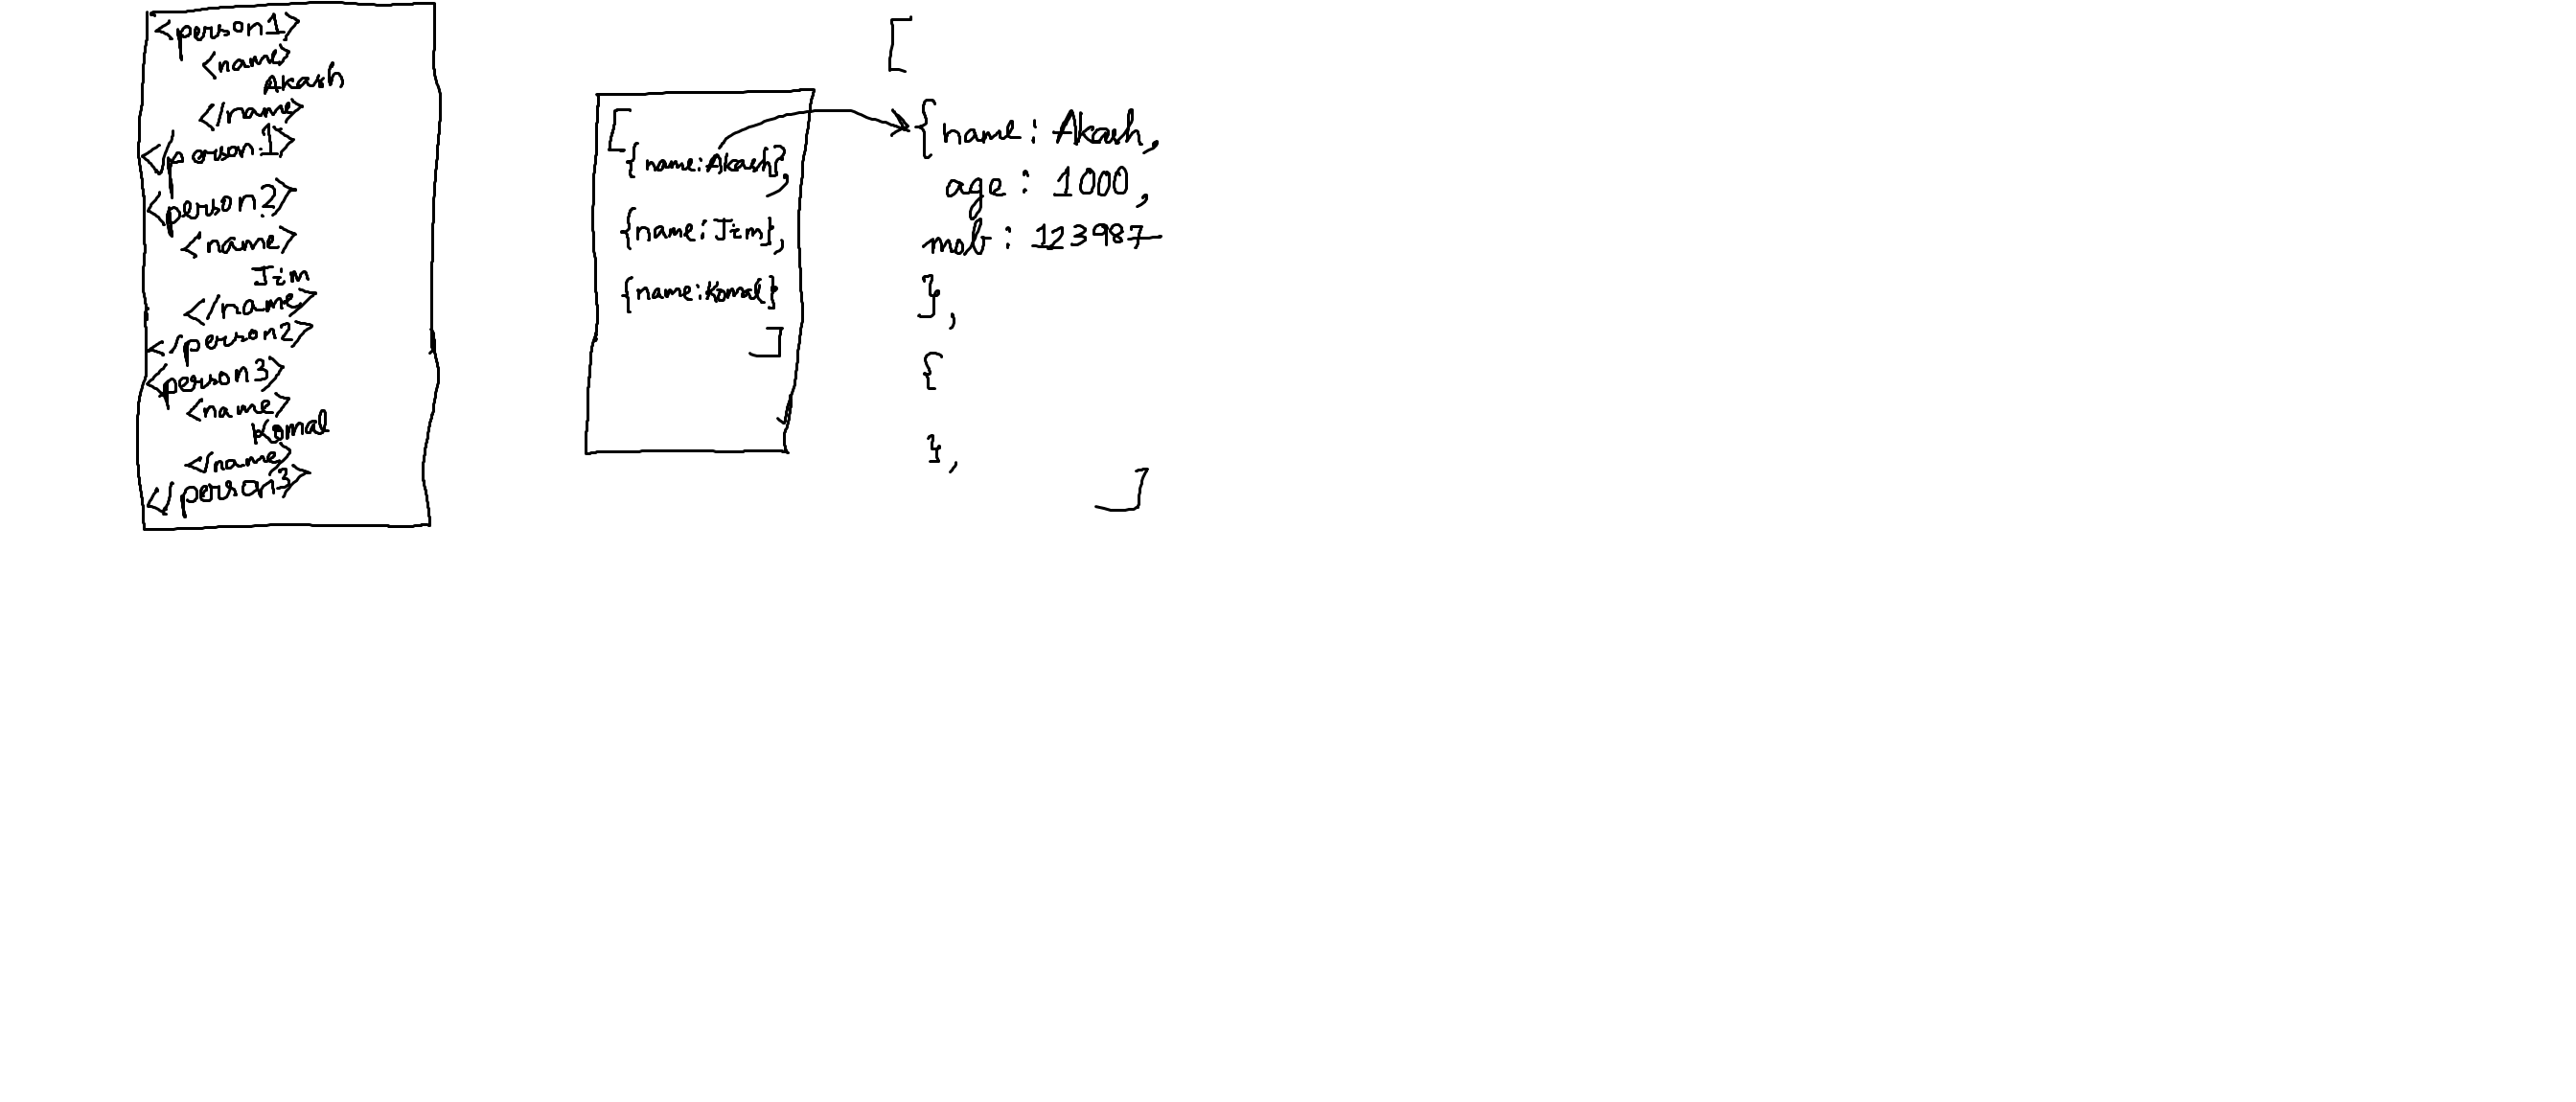 <person1>
<name>
Akash
</name>
</person1>
<person2>
<name>
Jim
</name>
</person2>
<person3>
<name>
Komal
</name>
</person3>
[
{name:Akash},
{name:Jim},
{name:Komal}
]
[
{name: Akash,
age: 1000,
mob: 123987
},
{
},
]